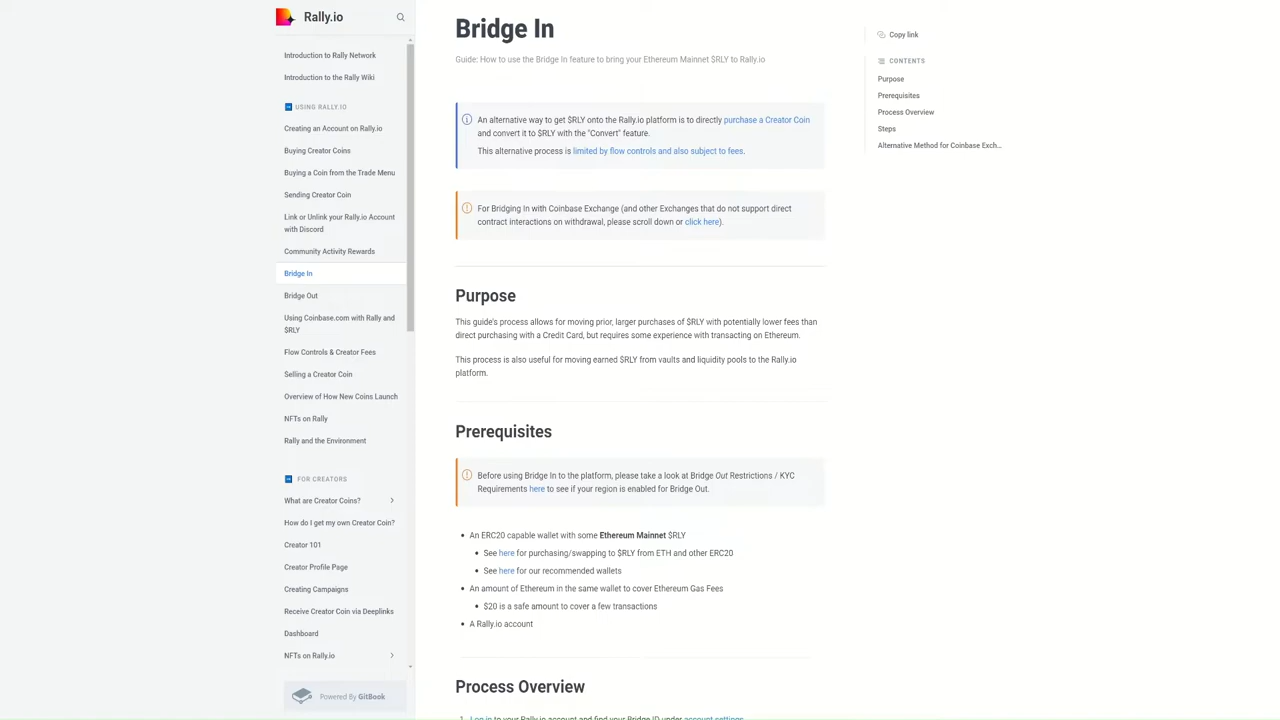 Rally.io
Introduction to Rally Network
Introduction to the Rally Wiki
USING RALLY.IO
Creating an Account on Rally.io
Buying Creator Coins
Buying a Coin from the Trade Menu
Sending Creator Coin
Link or Unlink your Rally.io Account
with Discord
Community Activity Rewards
Bridge In
Bridge Out
Using Coinbase.com with Rally and
$RLY
Flow Controls & Creator Fees
Selling a Creator Coin
Overview of How New Coins Launch
NFTs on Rally
Rally and the Environment
FOR CREATORS
What are Creator Coins?
How do I get my own Creator Coin?
Creator 101
Creator Profile Page
Creating Campaigns
Receive Creator Coin via Deeplinks
Dashboard
NFTs on Rally.io
Powered By GitBook
Bridge In
Guide: How to use the Bridge In feature to bring your Ethereum Mainnet $RLY to Rally.io
An alternative way to get $RLY onto the Rally.io platform is to directly purchase a Creator Coin
and convert it to $RLY with the "Convert" feature.
This alternative process is limited by flow controls and also subject to fees.
For Bridging In with Coinbase Exchange (and other Exchanges that do not support direct
contract interactions on withdrawal, please scroll down or click here).
Purpose
This guide's process allows for moving prior, larger purchases of $RLY with potentially lower fees than
direct purchasing with a Credit Card, but requires some experience with transacting on Ethereum.
This process is also useful for moving earned $RLY from vaults and liquidity pools to the Rally.io
platform.
Prerequisites
Before using Bridge In to the platform, please take a look at Bridge Out Restrictions / KYC
Requirements here to see if your region is enabled for Bridge Out.
• An ERC20 capable wallet with some Ethereum Mainnet $RLY
• See here for purchasing/swapping to $RLY from ETH and other ERC20
• See here for our recommended wallets
• An amount of Ethereum in the same wallet to cover Ethereum Gas Fees
• $20 is a safe amount to cover a few transactions
• A Rally.io account
Process Overview
1. Log in to your Rally.io account and find your Bridge ID under account settings.
Copy link
CONTENTS
Purpose
Prerequisites
Process Overview
Steps
Alternative Method for Coinbase Exch...